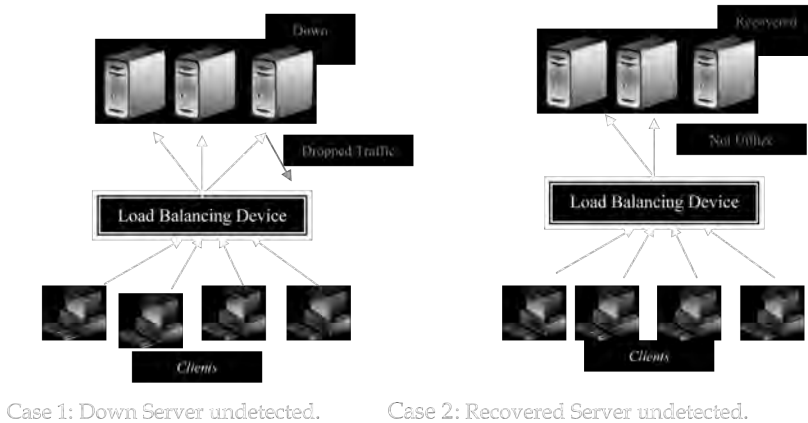 Down
Recovered
Dropped Traffic
Not Utilize
Load Balancing Device
Load Balancing Device
Clients
Clients
Case 1: Down Server undetected.
Case 2: Recovered Server undetected.